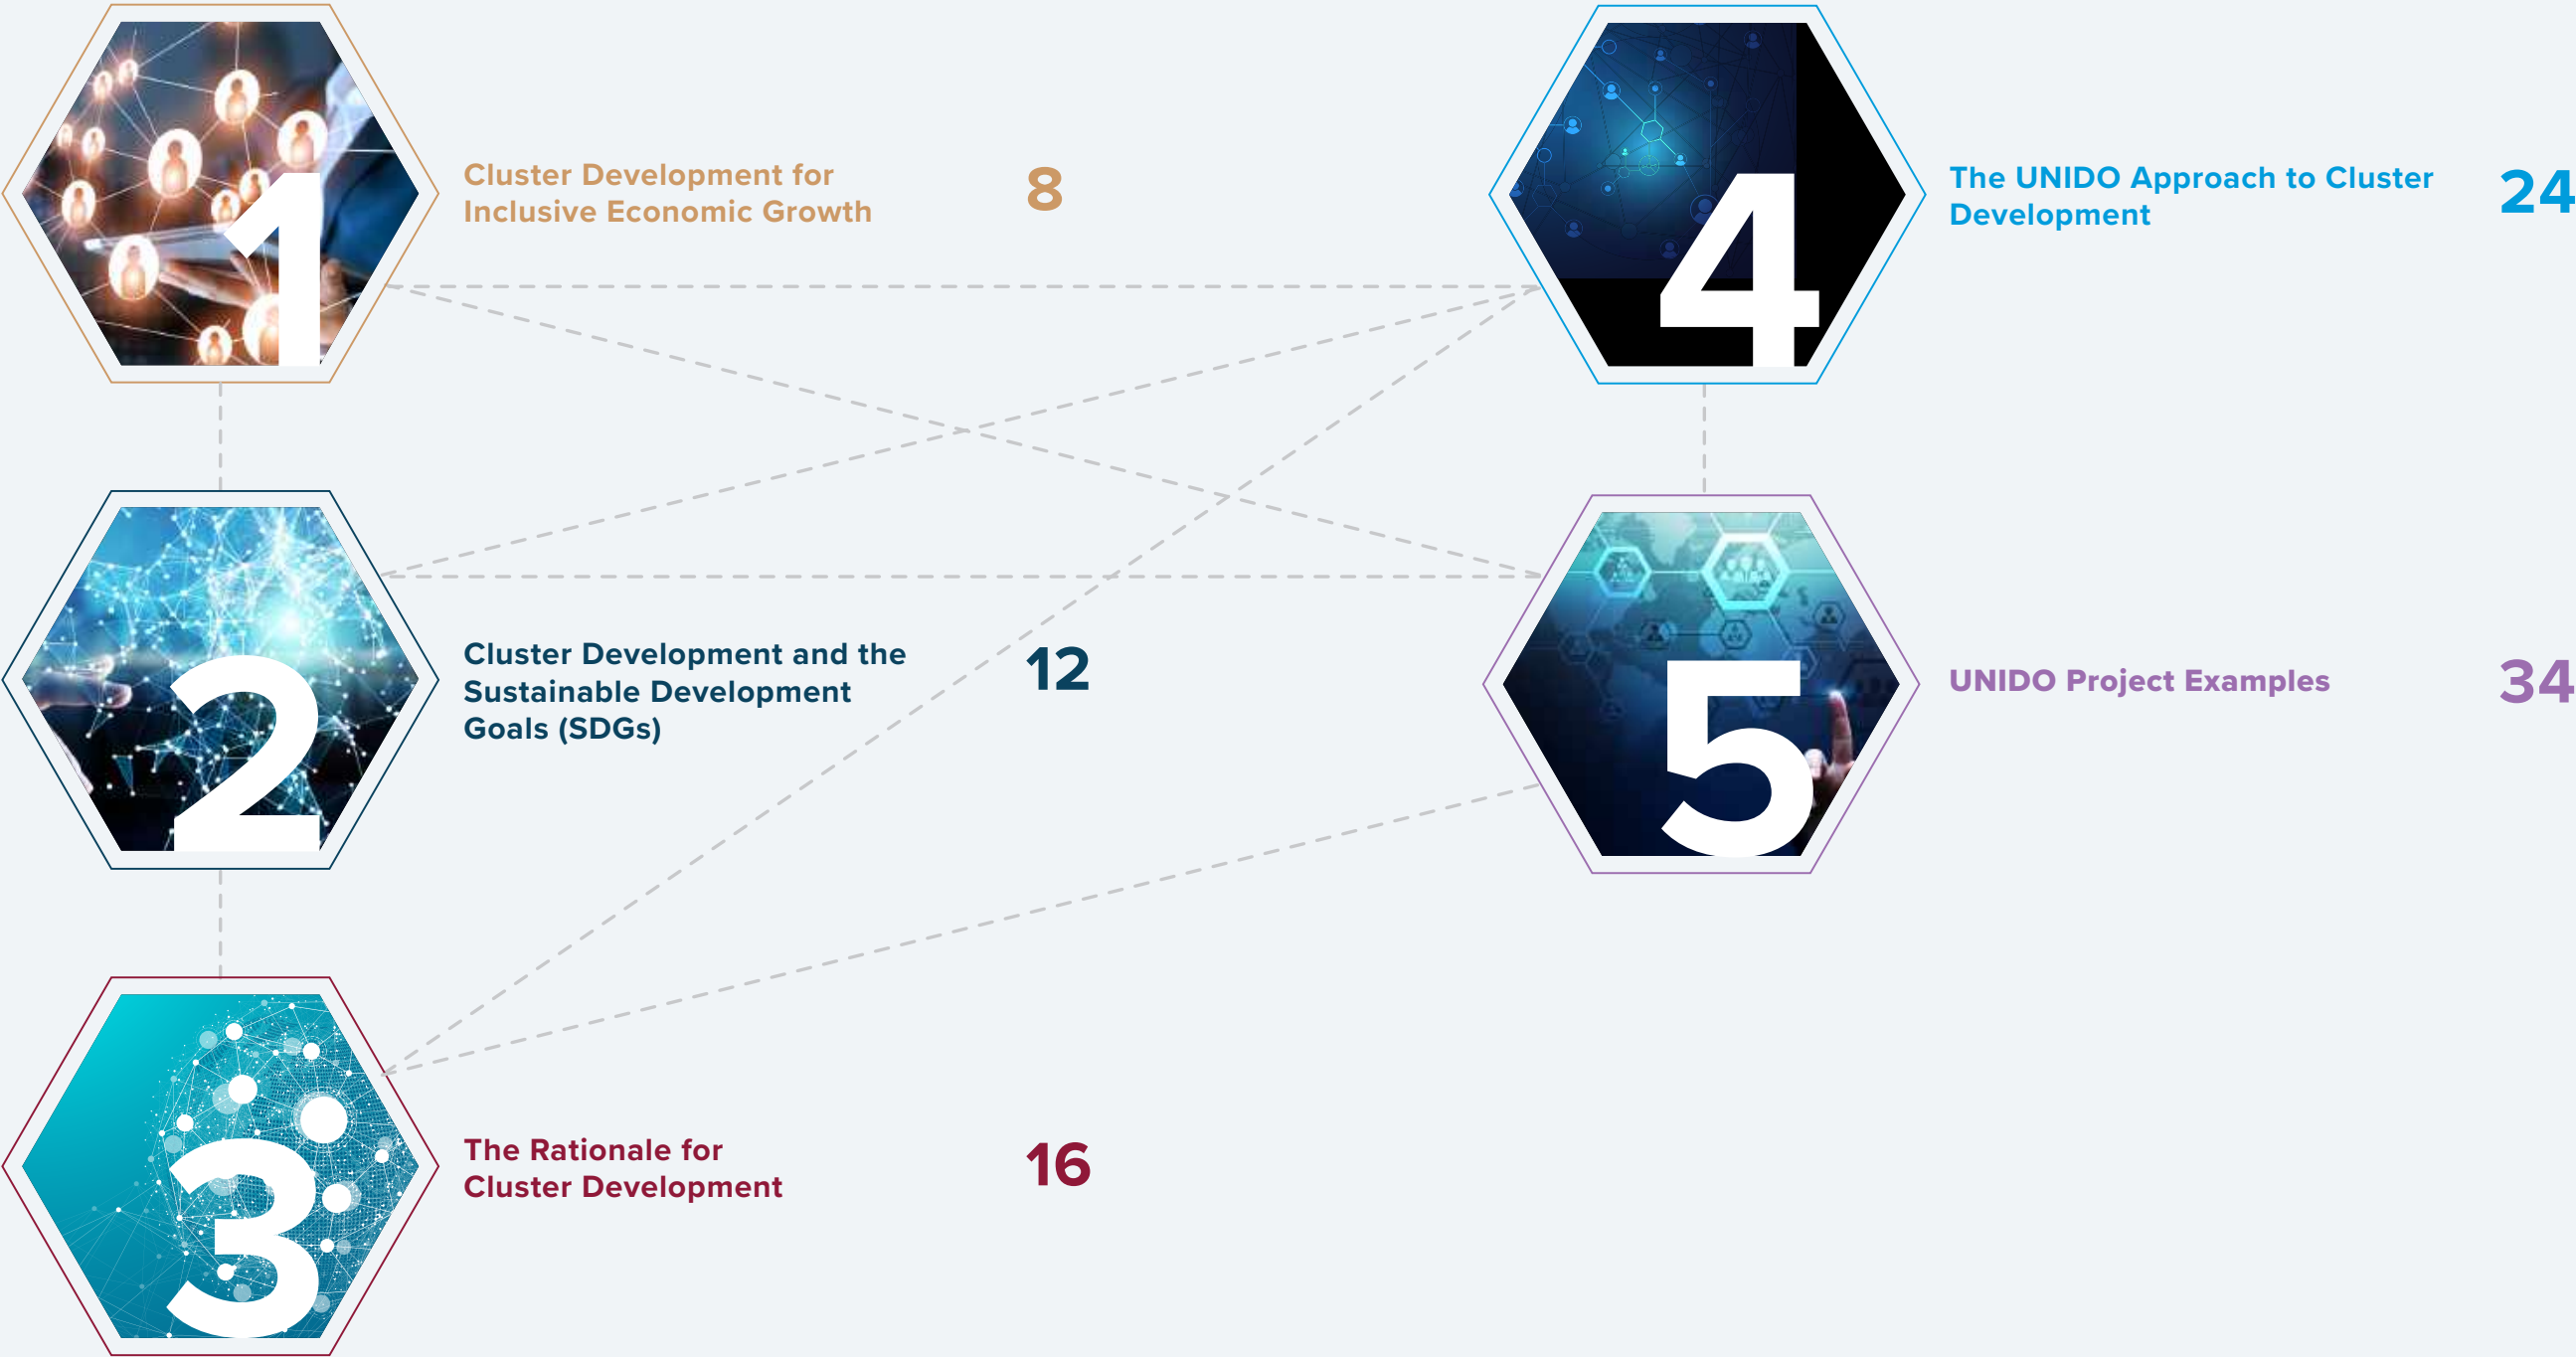 1
Cluster Development for
Inclusive Economic Growth
8
2
Cluster Development and the
Sustainable Development
Goals (SDGs)
12
3
The Rationale for
Cluster Development
16
4
The UNIDO Approach to Cluster
Development
24
5
UNIDO Project Examples
34